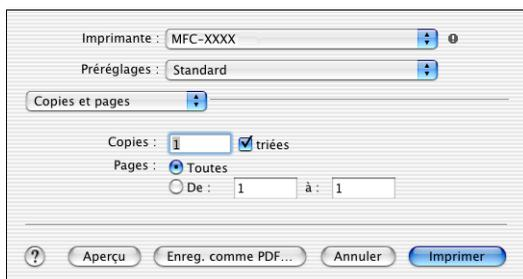 Imprimante : MFC-XXXX
Préréglages : Standard
Copies et pages
Copies : 1 triées
Pages : Toutes
De : 1 à : 1
? Aperçu Enreg. comme PDF... Annuler Imprimer